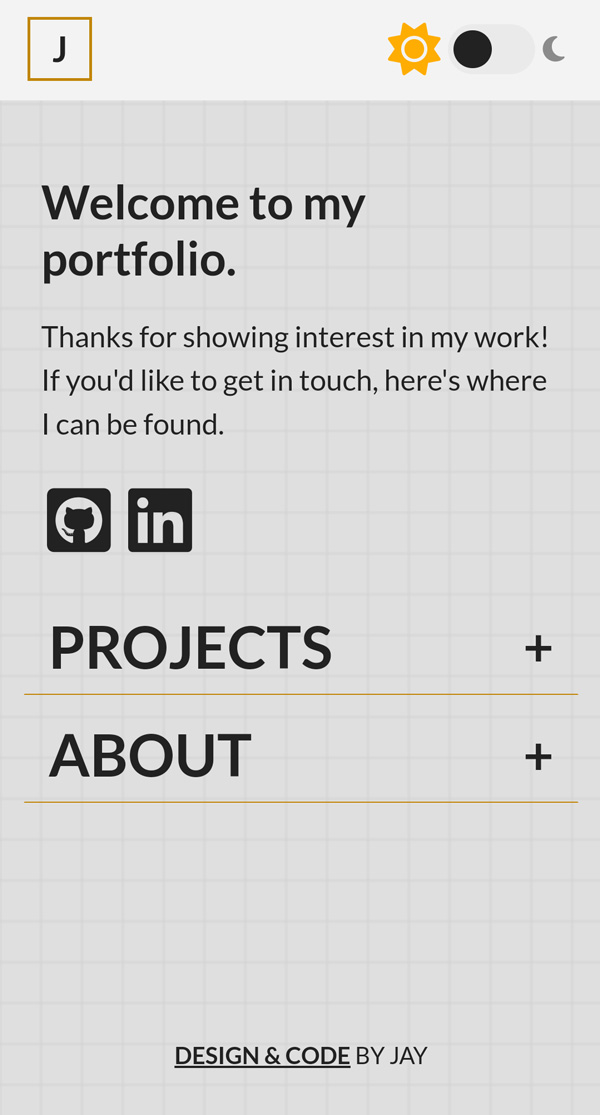 J
Welcome to my
portfolio.
Thanks for showing interest in my work!
If you'd like to get in touch, here's where
I can be found.
in
PROJECTS +
ABOUT +
DESIGN & CODE BY JAY